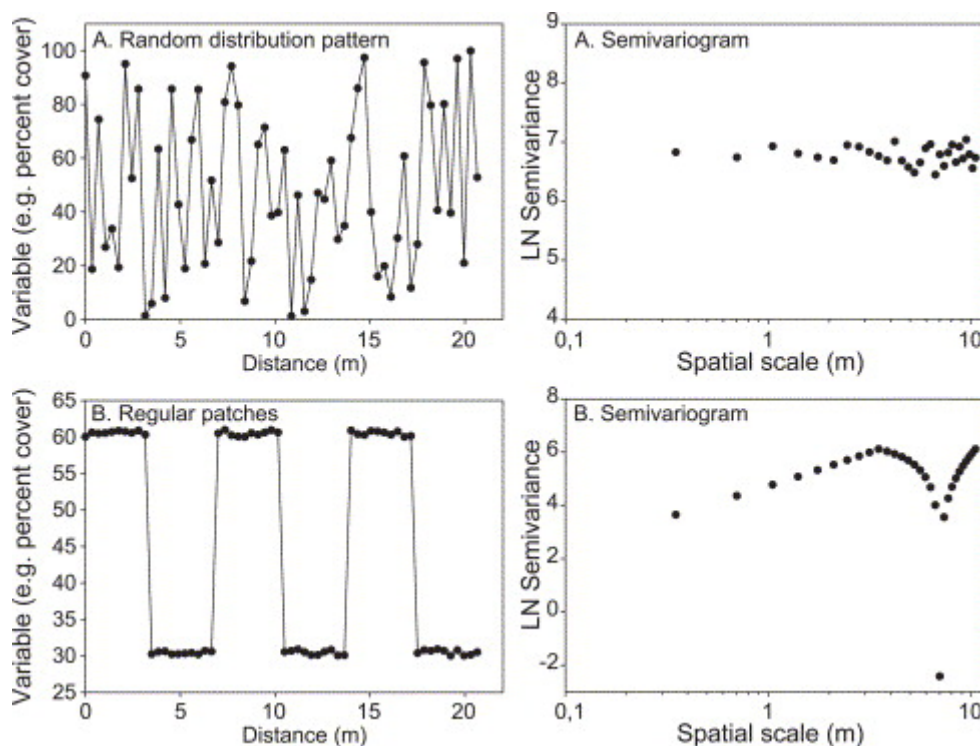 A. Random distribution pattern
Variable (e.g. percent cover)
100
80
60
40
20
0
0 5 10 15 20
Distance (m)
A. Semivariogram
LN Semivariance
9
8
7
6
5
4
0,1 1 10
Spatial scale (m)
B. Regular patches
Variable (e.g. percent cover)
65
60
55
50
45
40
35
30
25
0 5 10 15 20
Distance (m)
B. Semivariogram
LN Semivariance
8
6
4
2
0
-2
0,1 1 10
Spatial scale (m)